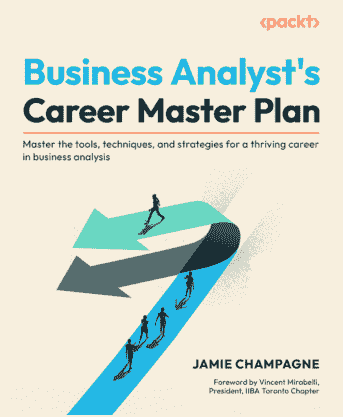 <packt>
Business Analyst's
Career Master Plan
Master the tools, techniques, and strategies for a thriving career
in business analysis
JAMIE CHAMPAGNE
Foreword by Vincent Mirabelli,
President, IIBA Toronto Chapter